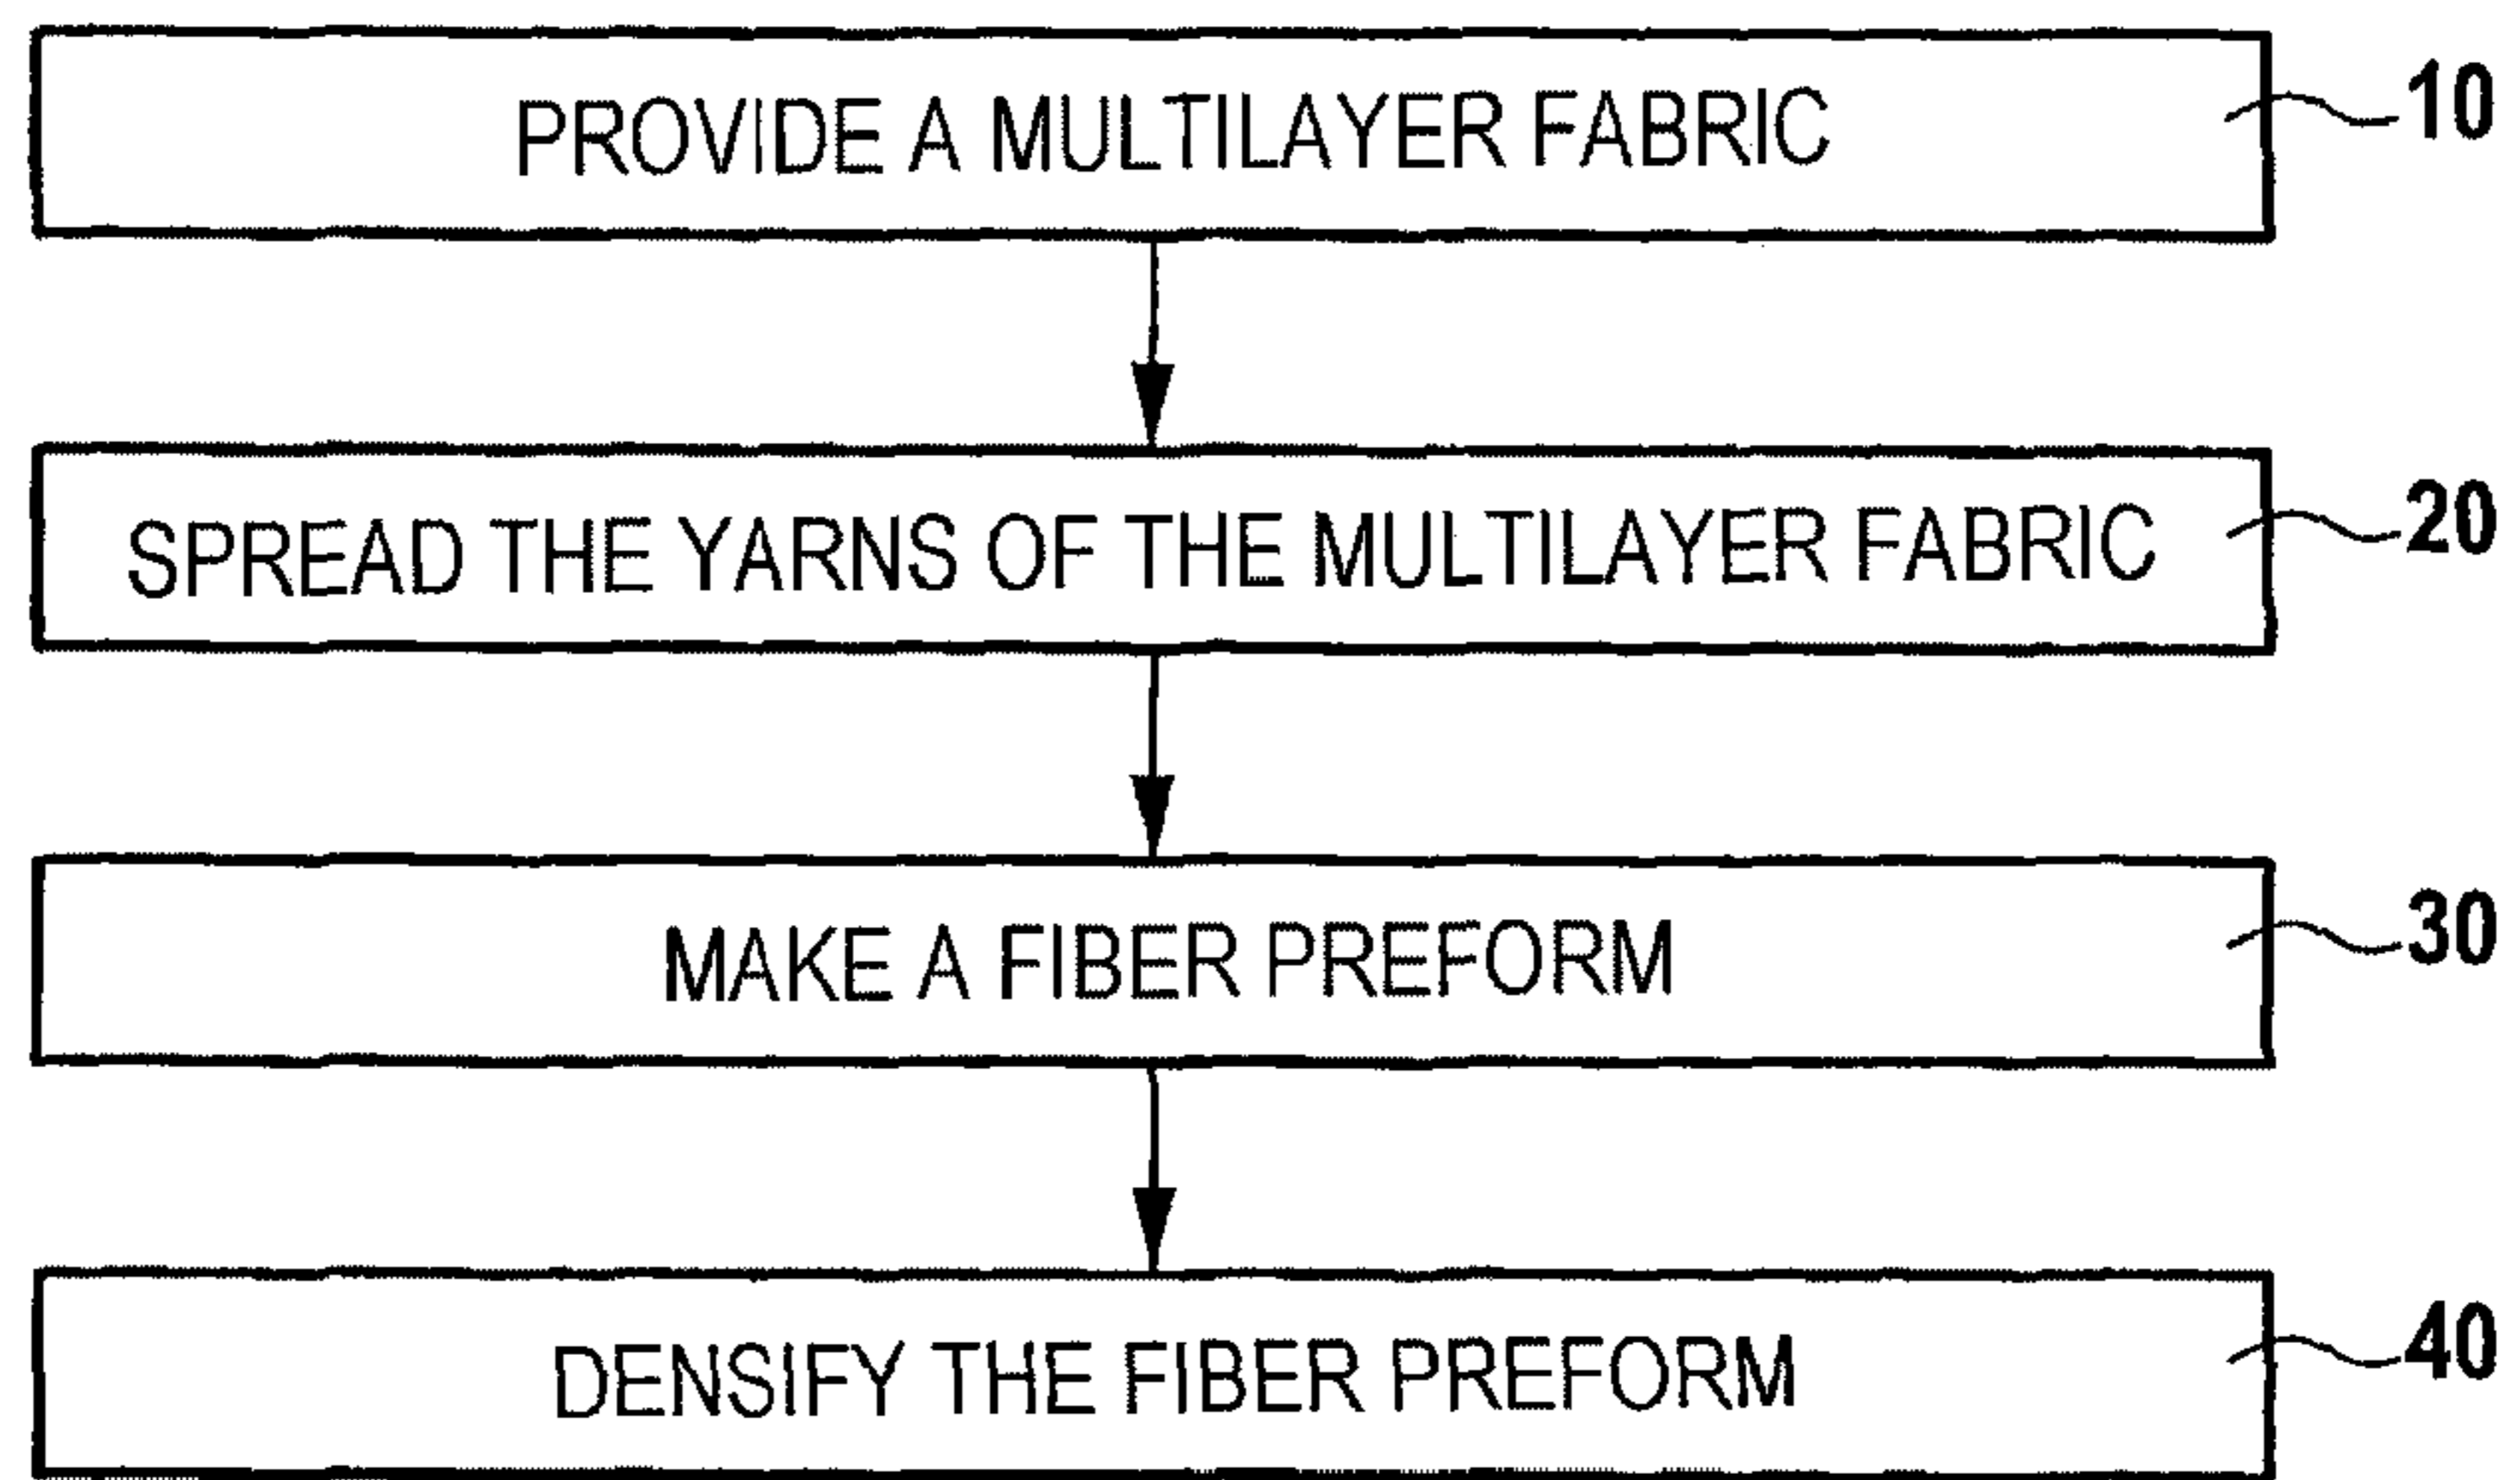 PROVIDE A MULTILAYER FABRIC 10
SPREAD THE YARNS OF THE MULTILAYER FABRIC 20
MAKE A FIBER PREFORM 30
DENSIFY THE FIBER PREFORM 40